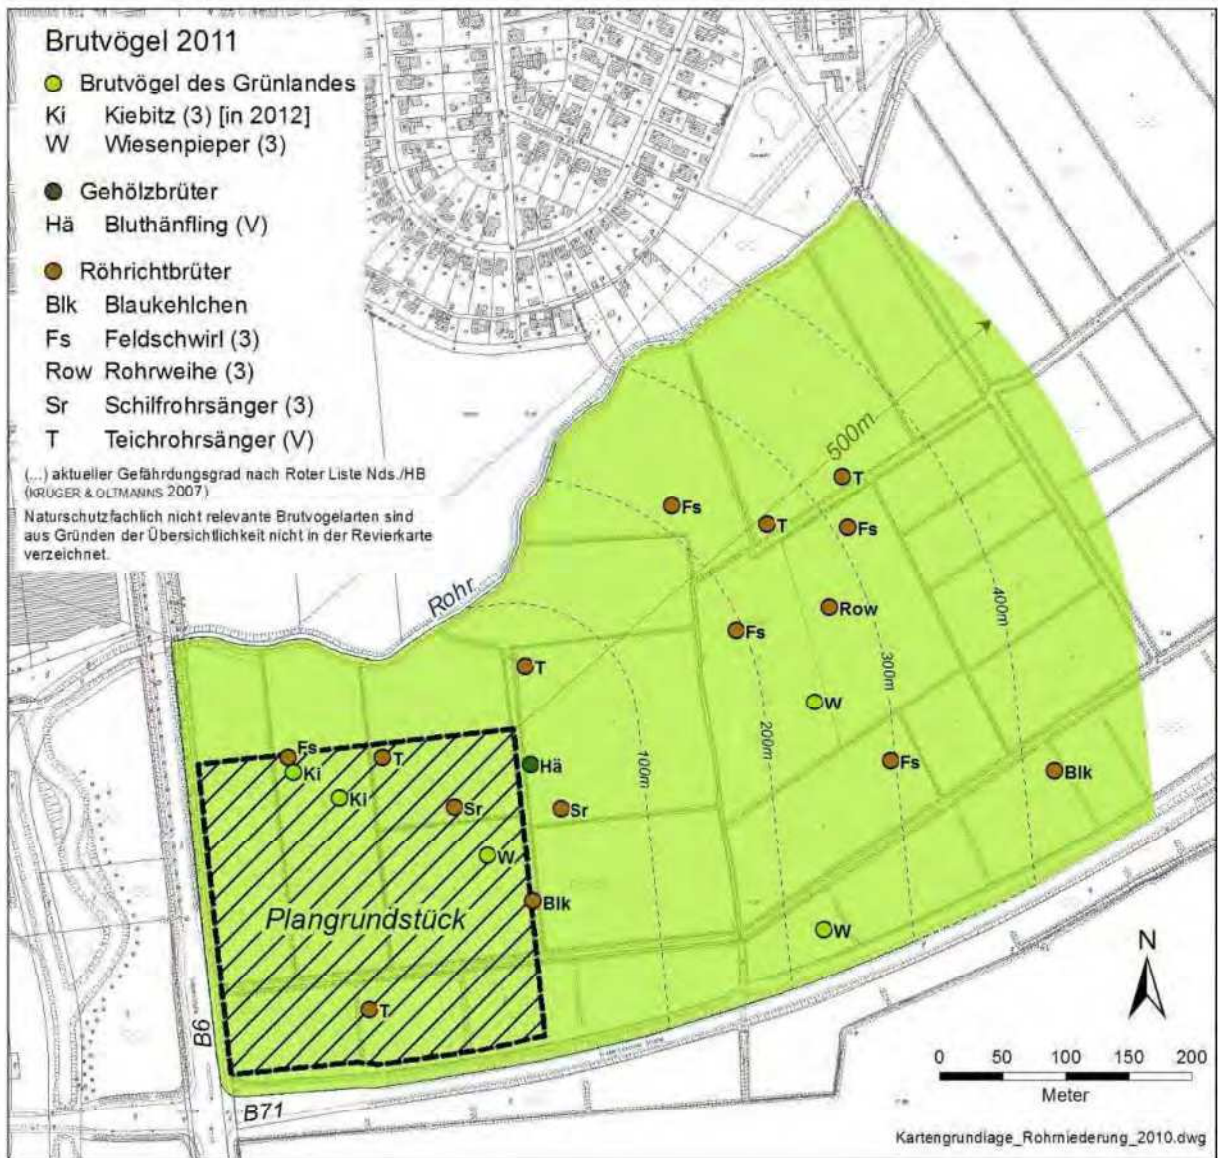 Brutvögel 2011
Brutvögel des Grünlandes
Ki Kiebitz (3) [in 2012]
W Wiesenpieper (3)
Gehölzbrüter
Hä Bluthänfling (V)
Röhrichtbrüter
Blk Blaukehlchen
Fs Feldschwirl (3)
Row Rohrweihe (3)
Sr Schilfrohrsänger (3)
T Teichrohrsänger (V)
(...) aktueller Gefährdungsgrad nach Roter Liste Nds./HB
(KRÜGER & OLTMANNS 2007)
Naturschutzfachlich nicht relevante Brutvogelarten sind
aus Gründen der Übersichtlichkeit nicht in der Revierkarte
verzeichnet.
500m
T
Fs
T
Fs
Rohr
400m
Row
Fs
T
300m
W
200m
100m
Fs
T
Hä
Fs
Blk
Ki
Ki
Sr
Sr
W
Blk
Plangrundstück
W
N
T
B6
B71
0 50 100 150 200
Meter
Kartengrundlage_Rohrniederung_2010.dwg